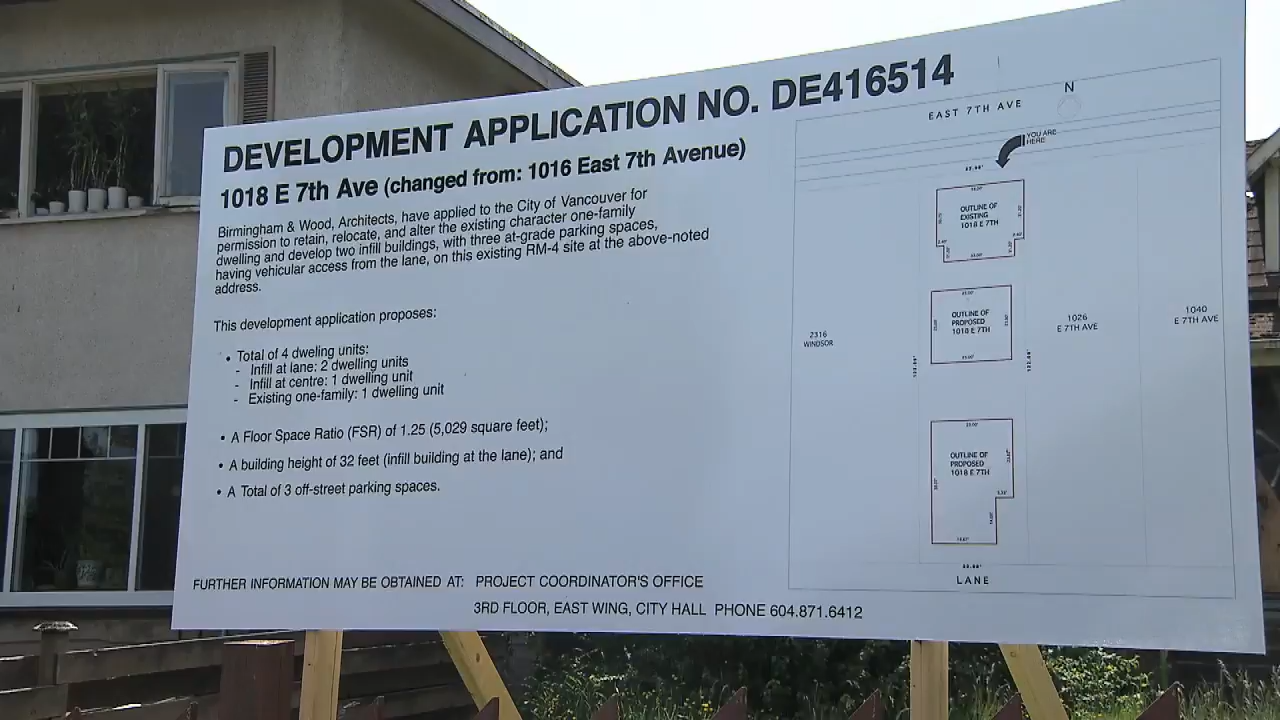 DEVELOPMENT APPLICATION NO. DE416514
1018 E 7th Ave (changed from: 1016 East 7th Avenue)
Birmingham & Wood, Architects, have applied to the City of Vancouver for
permission to retain, relocate, and alter the existing character one-family
dwelling and develop two infill buildings, with three at-grade parking spaces,
having vehicular access from the lane, on this existing RM-4 site at the above-noted
address.
This development application proposes:
• Total of 4 dweling units:
- Infill at lane: 2 dwelling units
- Infill at centre: 1 dwelling unit
- Existing one-family: 1 dwelling unit
• A Floor Space Ratio (FSR) of 1.25 (5,029 square feet);
• A building height of 32 feet (infill building at the lane); and
• A Total of 3 off-street parking spaces.
FURTHER INFORMATION MAY BE OBTAINED AT: PROJECT COORDINATOR'S OFFICE
3RD FLOOR, EAST WING, CITY HALL PHONE 604.871.6412
N
EAST 7TH AVE
YOU ARE
HERE
OUTLINE OF
EXISTING
1018 E 7TH
OUTLINE OF
PROPOSED
1018 E 7TH
2316
WINDSOR
1026
E 7TH AVE
1040
E 7TH AVE
OUTLINE OF
PROPOSED
1018 E 7TH
LANE